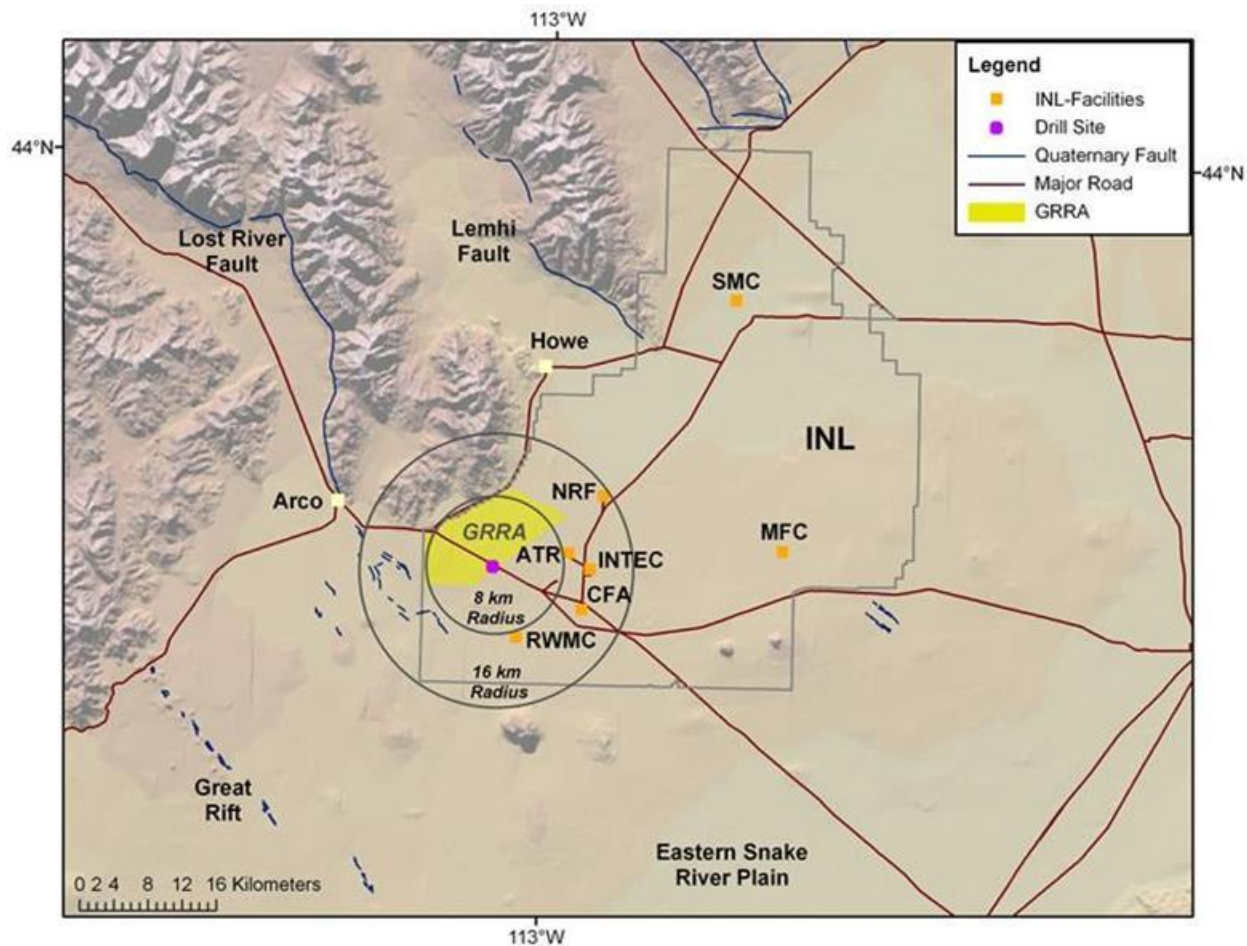 113°W
Legend
INL-Facilities
Drill Site
Quaternary Fault
Major Road
GRRA
44°N
44°N
Lost River
Fault
Lemhi
Fault
SMC
Howe
INL
Arco
NRF
GRRA
ATR
INTEC
MFC
CFA
8 km
Radius
RWMC
16 km
Radius
Great
Rift
Eastern Snake
River Plain
0 2 4 8 12 16 Kilometers
113°W